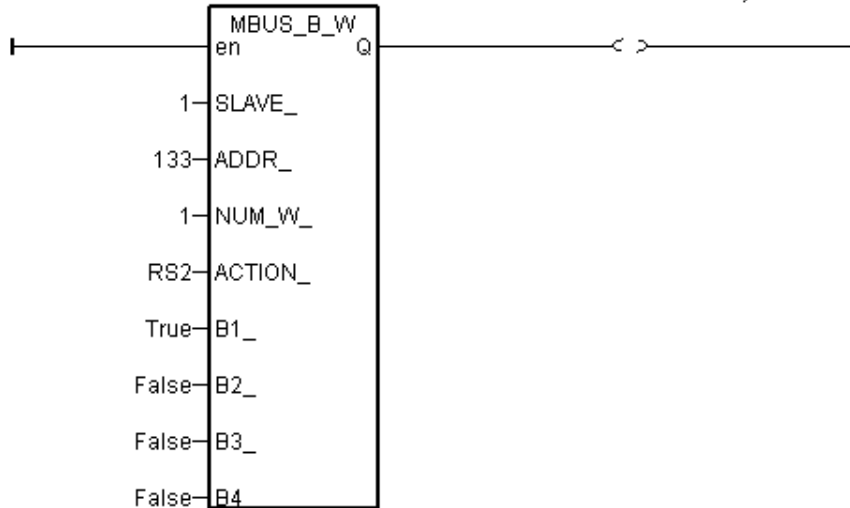 MBUS_B_W
en Q
1 SLAVE_
133 ADDR_
1 NUM_W_
RS2 ACTION_
True B1_
False B2_
False B3_
False B4